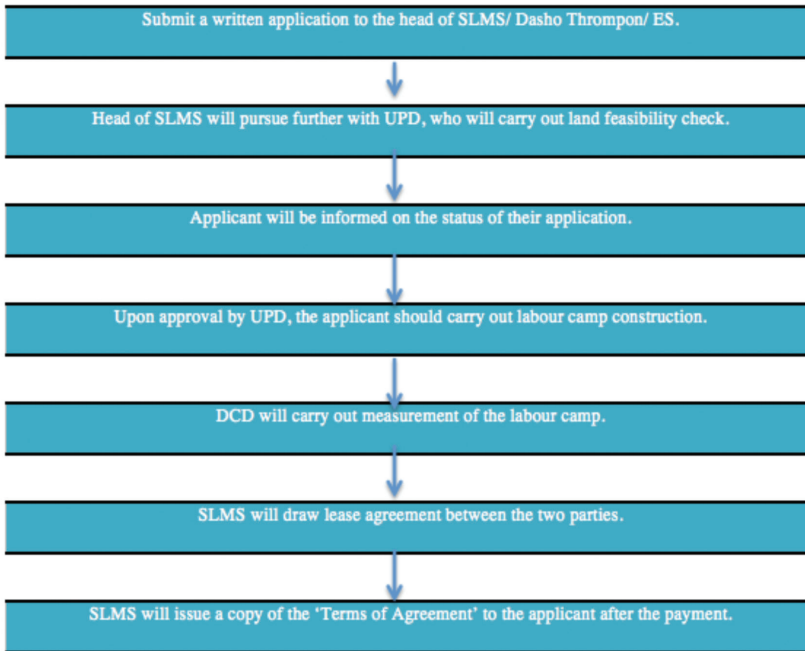 Submit a written application to the head of SLMS/ Dasho Thrompon/ ES.
Head of SLMS will pursue further with UPD, who will carry out land feasibility check.
Applicant will be informed on the status of their application.
Upon approval by UPD, the applicant should carry out labour camp construction.
DCD will carry out measurement of the labour camp.
SLMS will draw lease agreement between the two parties.
SLMS will issue a copy of the ‘Terms of Agreement’ to the applicant after the payment.